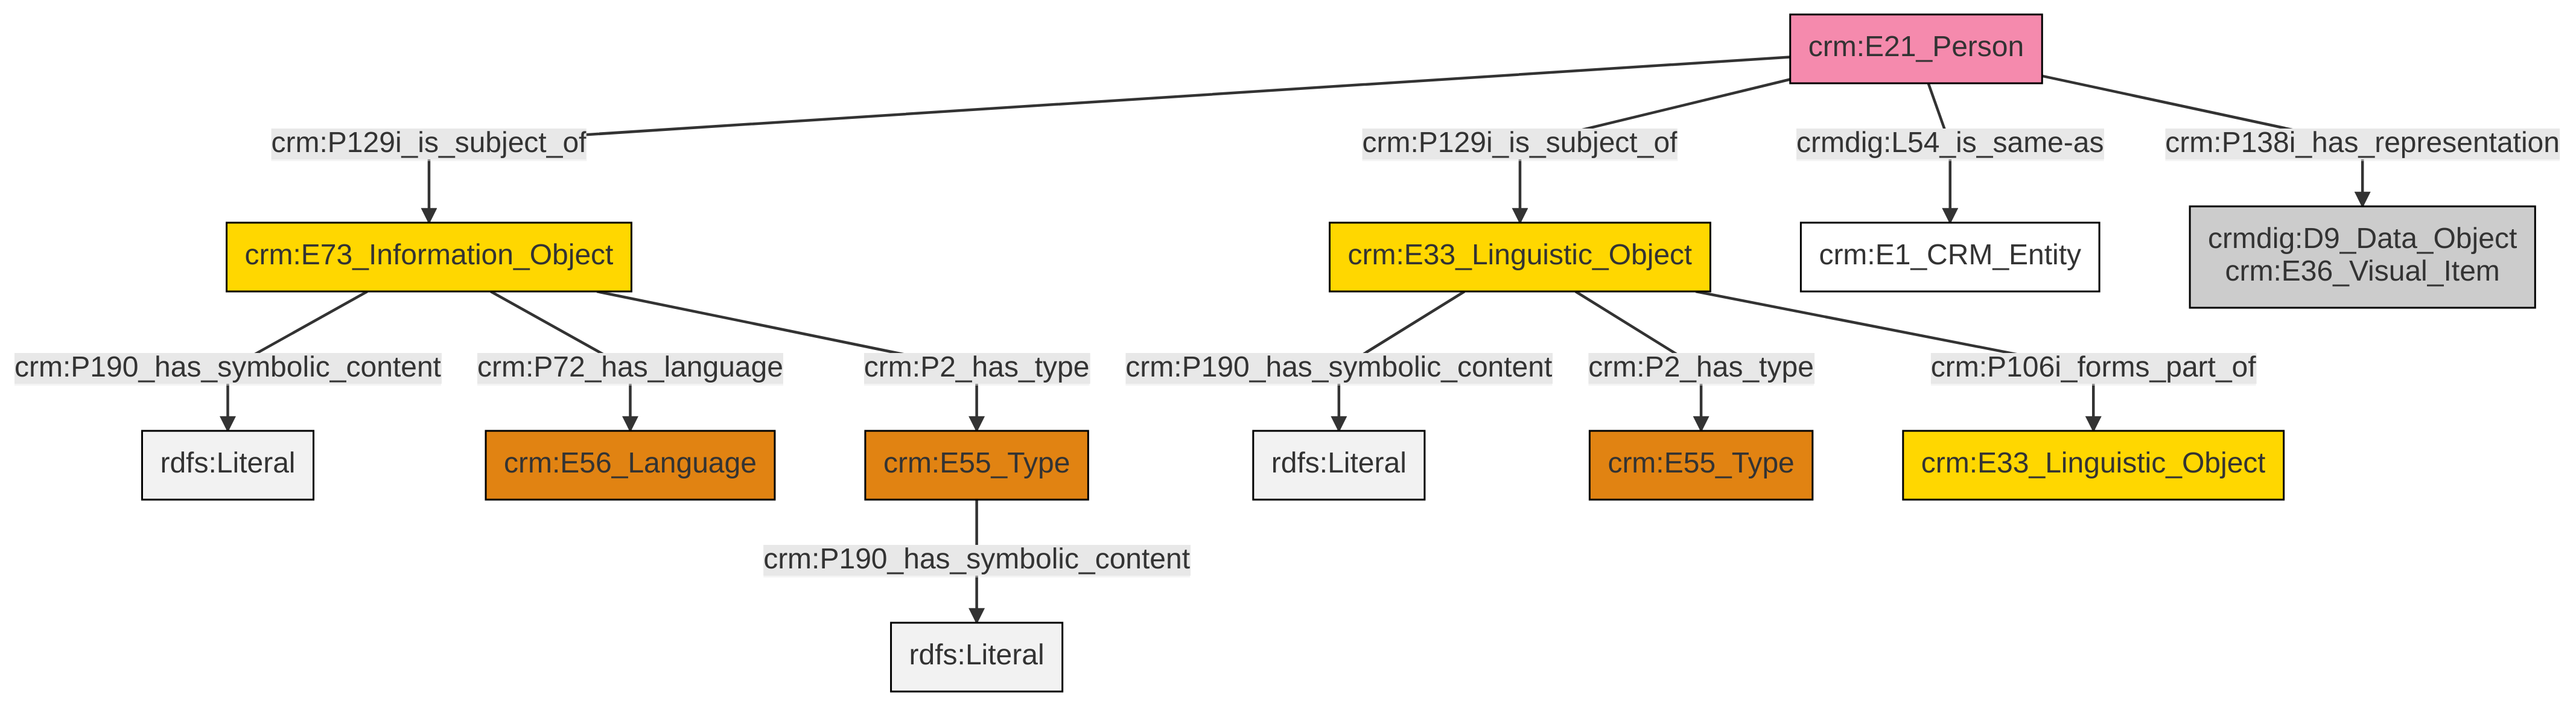 crm:E21_Person
crm:P129i_is_subject_of
crm:P129i_is_subject_of
crmdig:L54_is_same-as
crm:P138i_has_representation
crm:E73_Information_Object
crm:E33_Linguistic_Object
crm:E1_CRM_Entity
crmdig:D9_Data_Object
crm:E36_Visual_Item
crm:P190_has_symbolic_content
crm:P72_has_language
crm:P2_has_type
crm:P190_has_symbolic_content
crm:P2_has_type
crm:P106i_forms_part_of
rdfs:Literal
crm:E56_Language
crm:E55_Type
rdfs:Literal
crm:E55_Type
crm:E33_Linguistic_Object
crm:P190_has_symbolic_content
rdfs:Literal